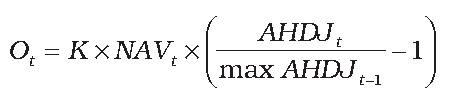 O_t = K × NAV_t × ( AHDJ_t / max AHDJ_{t−1} − 1 )